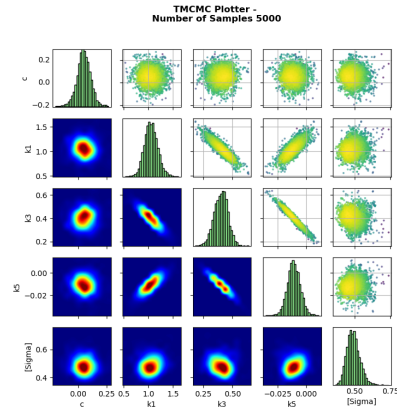 TMCMC Plotter -
Number of Samples 5000
c
0.2
0.0
−0.2
k1
1.5
1.0
0.5
k3
0.6
0.4
0.2
k5
0.00
−0.02
[Sigma]
0.6
0.4
0.00 0.25 0.5 1.0 1.5 0.25 0.50 −0.025 0.000 0.50 0.75
c k1 k3 k5 [Sigma]